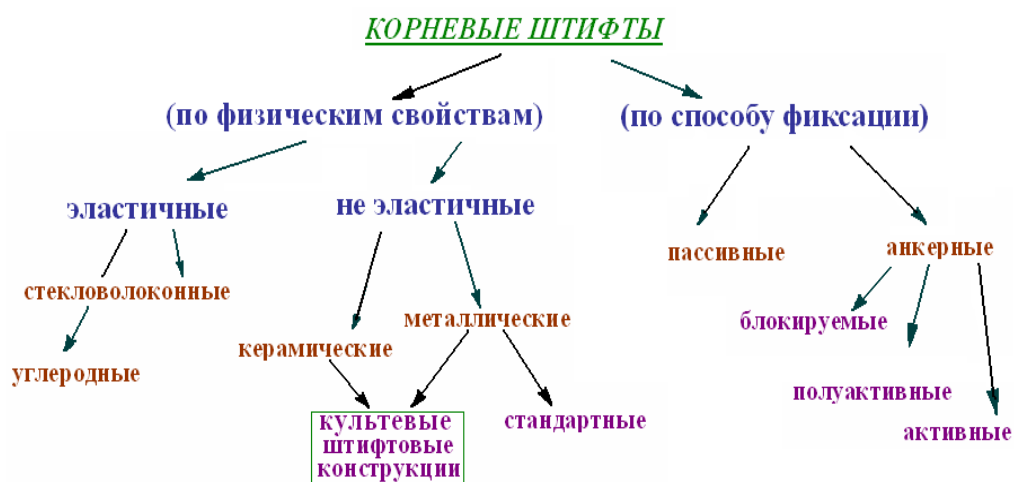 КОРНЕВЫЕ ШТИФТЫ
(по физическим свойствам)
(по способу фиксации)
эластичные
не эластичные
пассивные
анкерные
стекловолоконные
металлические
блокируемые
керамические
углеродные
полуактивные
культевые
штифтовые
конструкции
стандартные
активные